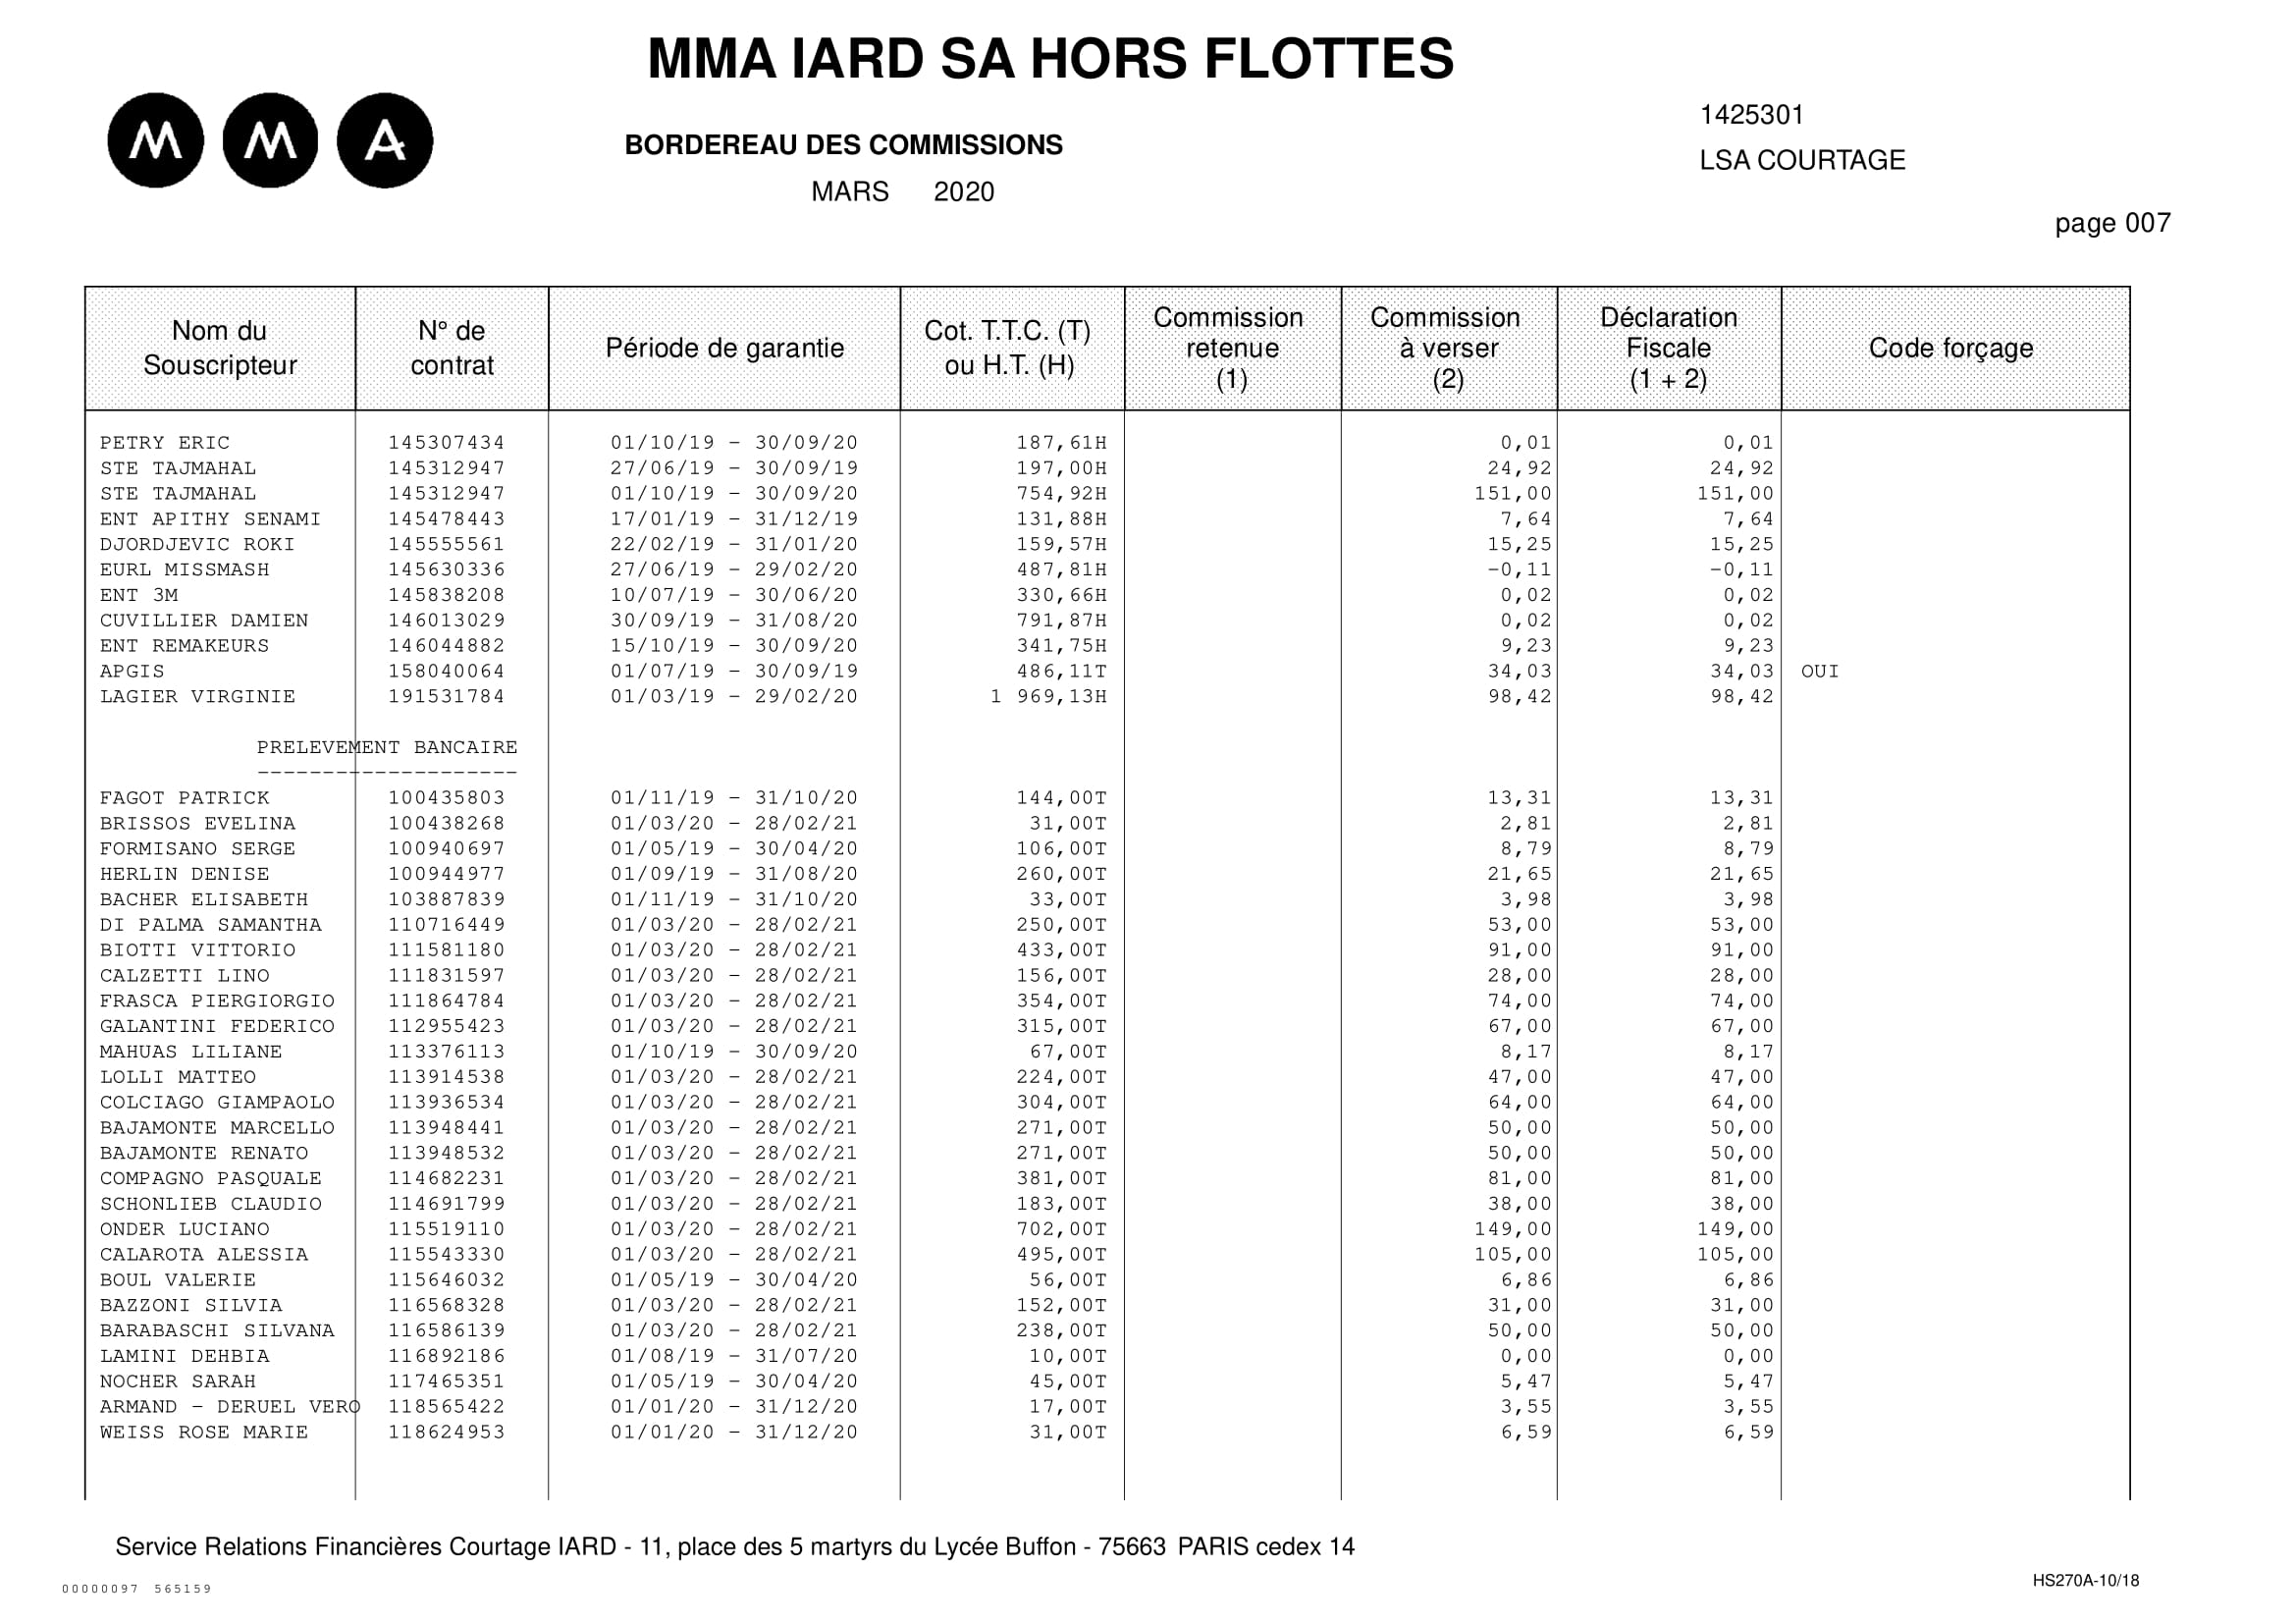 MMA IARD SA HORS FLOTTES
M M A
BORDEREAU DES COMMISSIONS
MARS 2020
1425301
LSA COURTAGE
page 007
Nom du Souscripteur N° de contrat Période de garantie Cot. T.T.C. (T) ou H.T. (H) Commission retenue (1) Commission à verser (2) Déclaration Fiscale (1 + 2) Code forçage
PETRY ERIC 145307434 01/10/19 - 30/09/20 187,61H 0,01 0,01
STE TAJMAHAL 145312947 27/06/19 - 30/09/19 197,00H 24,92 24,92
STE TAJMAHAL 145312947 01/10/19 - 30/09/20 754,92H 151,00 151,00
ENT APITHY SENAMI 145478443 17/01/19 - 31/12/19 131,88H 7,64 7,64
DJORDJEVIC ROKI 145555561 22/02/19 - 31/01/20 159,57H 15,25 15,25
EURL MISSMASH 145630336 27/06/19 - 29/02/20 487,81H -0,11 -0,11
ENT 3M 145838208 10/07/19 - 30/06/20 330,66H 0,02 0,02
CUVILLIER DAMIEN 146013029 30/09/19 - 31/08/20 791,87H 0,02 0,02
ENT REMAKEURS 146044882 15/10/19 - 30/09/20 341,75H 9,23 9,23
APGIS 158040064 01/07/19 - 30/09/19 486,11T 34,03 34,03 OUI
LAGIER VIRGINIE 191531784 01/03/19 - 29/02/20 1 969,13H 98,42 98,42
PRELEVEMENT BANCAIRE
--------------------
FAGOT PATRICK 100435803 01/11/19 - 31/10/20 144,00T 13,31 13,31
BRISSOS EVELINA 100438268 01/03/20 - 28/02/21 31,00T 2,81 2,81
FORMISANO SERGE 100940697 01/05/19 - 30/04/20 106,00T 8,79 8,79
HERLIN DENISE 100944977 01/09/19 - 31/08/20 260,00T 21,65 21,65
BACHER ELISABETH 103887839 01/11/19 - 31/10/20 33,00T 3,98 3,98
DI PALMA SAMANTHA 110716449 01/03/20 - 28/02/21 250,00T 53,00 53,00
BIOTTI VITTORIO 111581180 01/03/20 - 28/02/21 433,00T 91,00 91,00
CALZETTI LINO 111831597 01/03/20 - 28/02/21 156,00T 28,00 28,00
FRASCA PIERGIORGIO 111864784 01/03/20 - 28/02/21 354,00T 74,00 74,00
GALANTINI FEDERICO 112955423 01/03/20 - 28/02/21 315,00T 67,00 67,00
MAHUAS LILIANE 113376113 01/10/19 - 30/09/20 67,00T 8,17 8,17
LOLLI MATTEO 113914538 01/03/20 - 28/02/21 224,00T 47,00 47,00
COLCIAGO GIAMPAOLO 113936534 01/03/20 - 28/02/21 304,00T 64,00 64,00
BAJAMONTE MARCELLO 113948441 01/03/20 - 28/02/21 271,00T 50,00 50,00
BAJAMONTE RENATO 113948532 01/03/20 - 28/02/21 271,00T 50,00 50,00
COMPAGNO PASQUALE 114682231 01/03/20 - 28/02/21 381,00T 81,00 81,00
SCHONLIEB CLAUDIO 114691799 01/03/20 - 28/02/21 183,00T 38,00 38,00
ONDER LUCIANO 115519110 01/03/20 - 28/02/21 702,00T 149,00 149,00
CALAROTA ALESSIA 115543330 01/03/20 - 28/02/21 495,00T 105,00 105,00
BOUL VALERIE 115646032 01/05/19 - 30/04/20 56,00T 6,86 6,86
BAZZONI SILVIA 116568328 01/03/20 - 28/02/21 152,00T 31,00 31,00
BARABASCHI SILVANA 116586139 01/03/20 - 28/02/21 238,00T 50,00 50,00
LAMINI DEHBIA 116892186 01/08/19 - 31/07/20 10,00T 0,00 0,00
NOCHER SARAH 117465351 01/05/19 - 30/04/20 45,00T 5,47 5,47
ARMAND - DERUEL VERO 118565422 01/01/20 - 31/12/20 17,00T 3,55 3,55
WEISS ROSE MARIE 118624953 01/01/20 - 31/12/20 31,00T 6,59 6,59
Service Relations Financières Courtage IARD - 11, place des 5 martyrs du Lycée Buffon - 75663 PARIS cedex 14
00000097 565159
HS270A-10/18